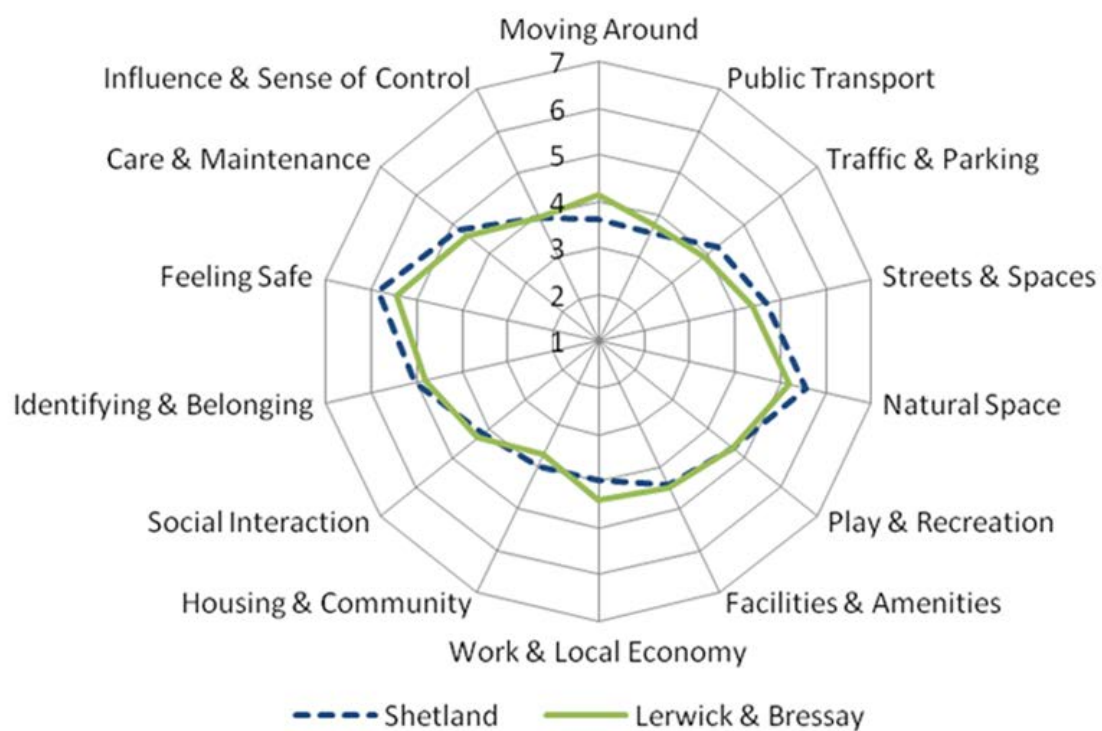 Moving Around
7
Influence & Sense of Control
Public Transport
6
Care & Maintenance
5
Traffic & Parking
4
Feeling Safe
3
Streets & Spaces
2
1
Identifying & Belonging
Natural Space
Social Interaction
Play & Recreation
Housing & Community
Facilities & Amenities
Work & Local Economy
Shetland
Lerwick & Bressay